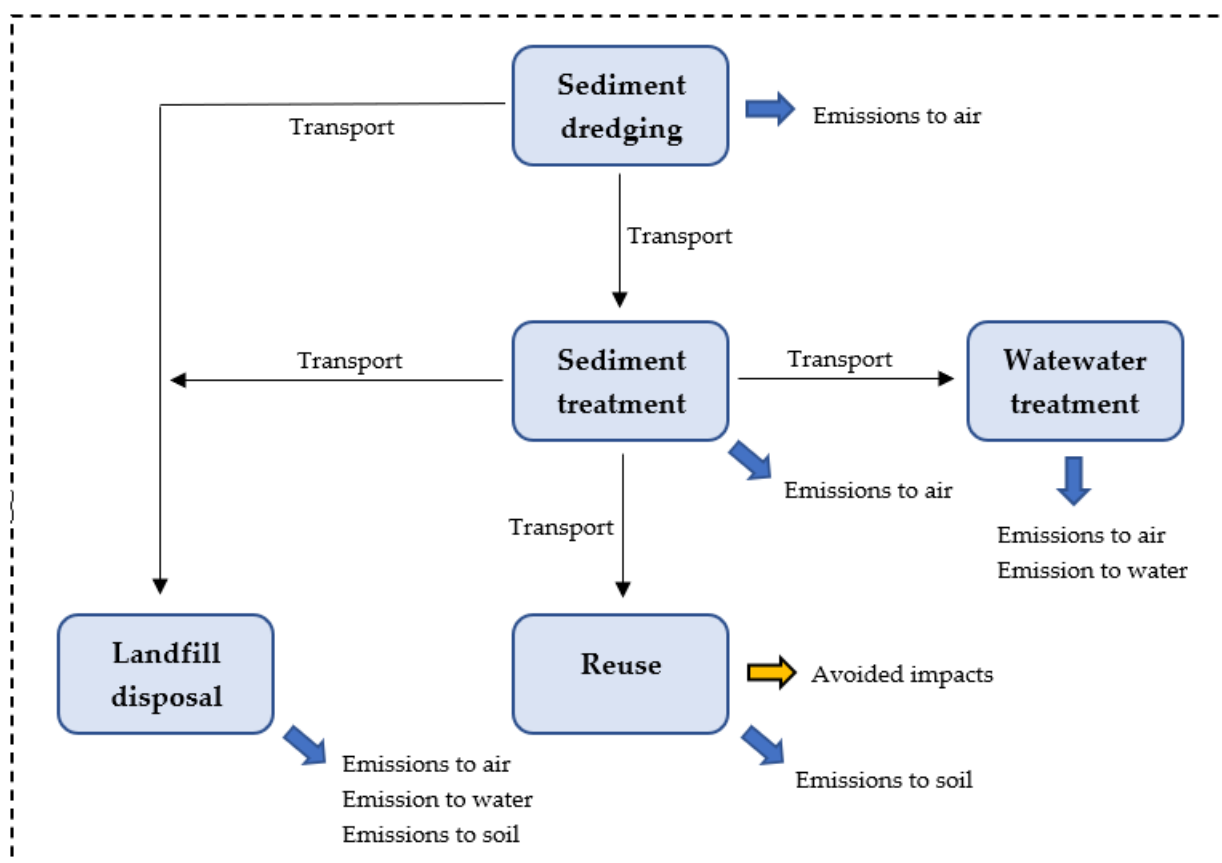 Sediment
dredging
Emissions to air
Transport
Transport
Transport
Sediment
treatment
Transport
Watewater
treatment
Emissions to air
Transport
Emissions to air
Emission to water
Landfill
disposal
Reuse
Avoided impacts
Emissions to air
Emission to water
Emissions to soil
Emissions to soil